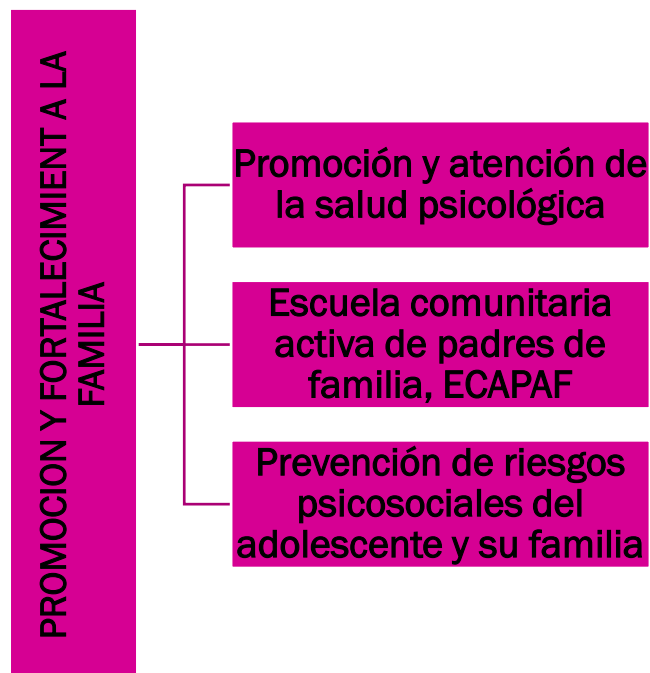 PROMOCION Y FORTALECIMIENT A LA
FAMILIA
Promoción y atención de
la salud psicológica
Escuela comunitaria
activa de padres de
familia, ECAPAF
Prevención de riesgos
psicosociales del
adolescente y su familia